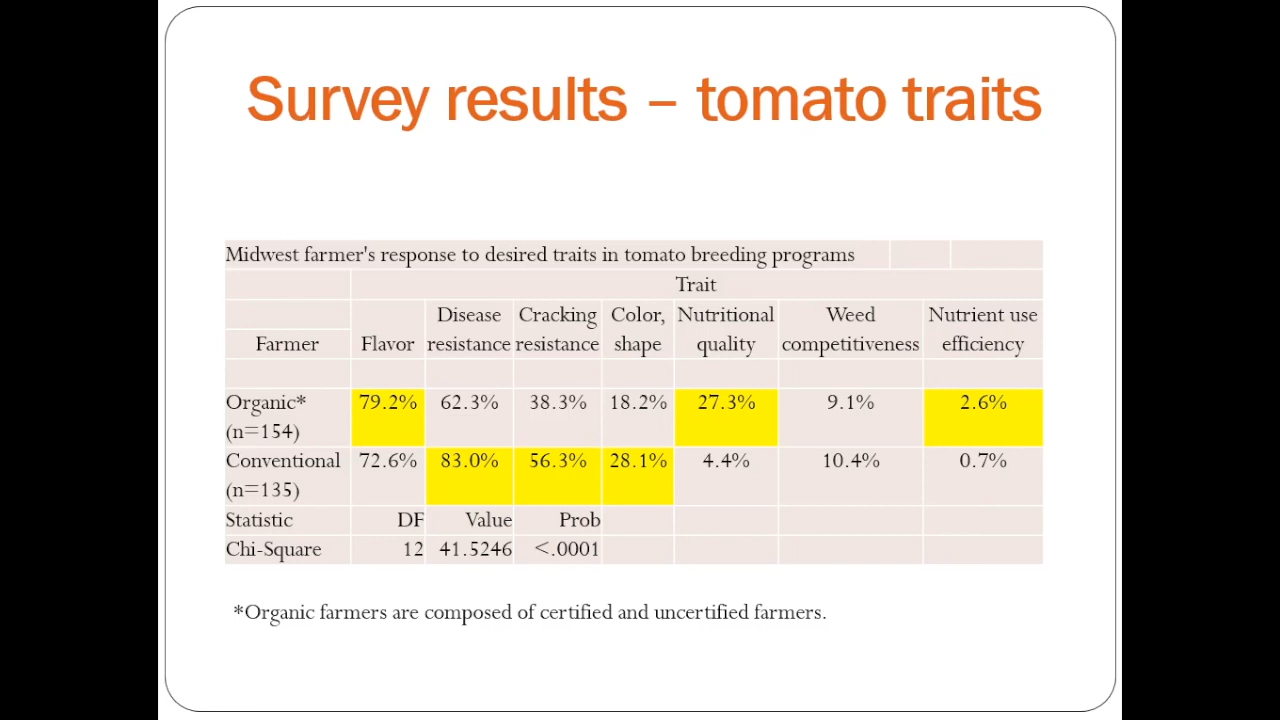 Survey results – tomato traits
Midwest farmer's response to desired traits in tomato breeding programs
Trait
Disease Cracking Color, Nutritional Weed Nutrient use
Farmer Flavor resistance resistance shape quality competitiveness efficiency
Organic* 79.2% 62.3% 38.3% 18.2% 27.3% 9.1% 2.6%
(n=154)
Conventional 72.6% 83.0% 56.3% 28.1% 4.4% 10.4% 0.7%
(n=135)
Statistic DF Value Prob
Chi-Square 12 41.5246 <.0001
*Organic farmers are composed of certified and uncertified farmers.